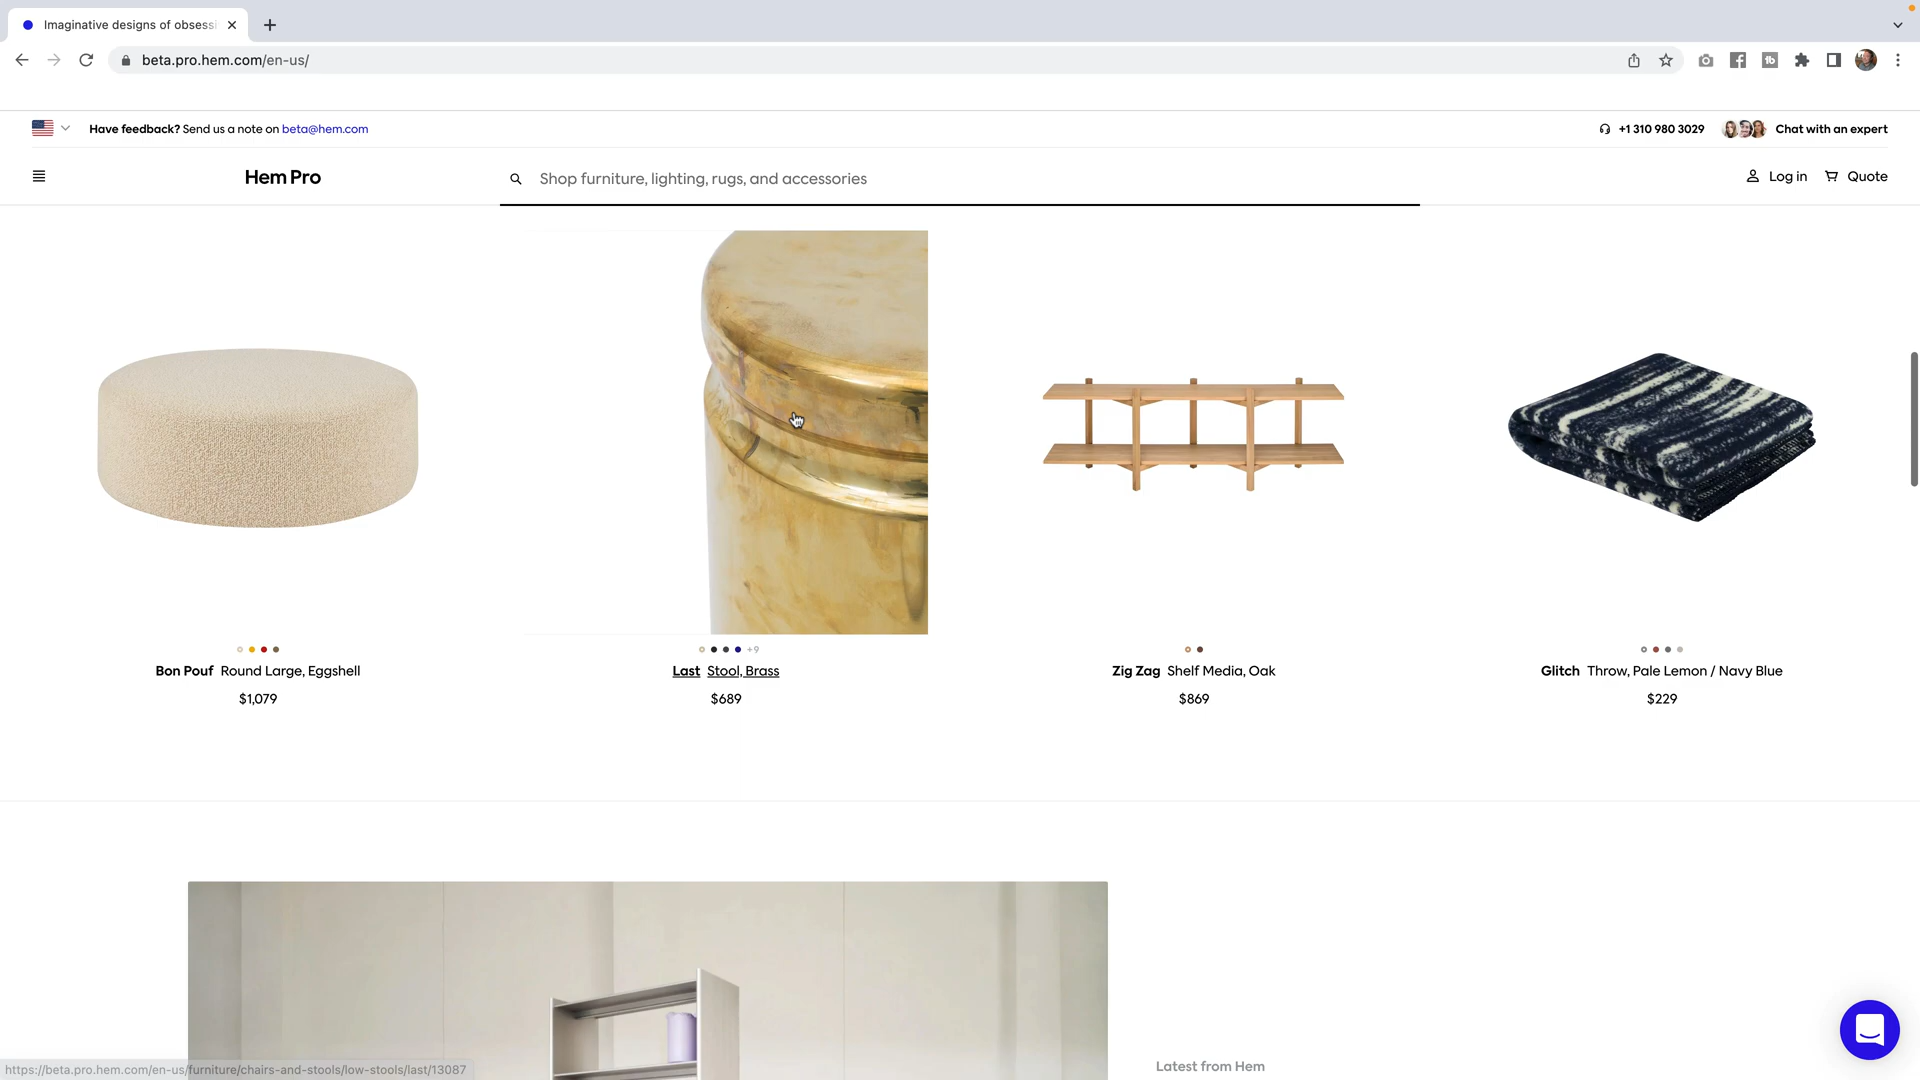 Imaginative designs of obsessi
beta.pro.hem.com/en-us/
Have feedback? Send us a note on beta@hem.com
+1 310 980 3029
Chat with an expert
Hem Pro
Shop furniture, lighting, rugs, and accessories
Log in
Quote
+9
Bon Pouf Round Large, Eggshell
$1,079
Last Stool, Brass
$689
Zig Zag Shelf Media, Oak
$869
Glitch Throw, Pale Lemon / Navy Blue
$229
Latest from Hem
https://beta.pro.hem.com/en-us/furniture/chairs-and-stools/low-stools/last/13087